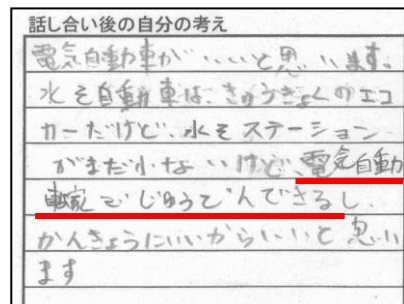 話し合い後の自分の考え
電気自動車がいいと思います。
水そ自動車は、きゅうきょくのエコ
カーだけど、水そステーション
がまだ少ないけど、電気自動
車家でじゅうでんできるし、
かんきょうにいいからいいと思い
ます